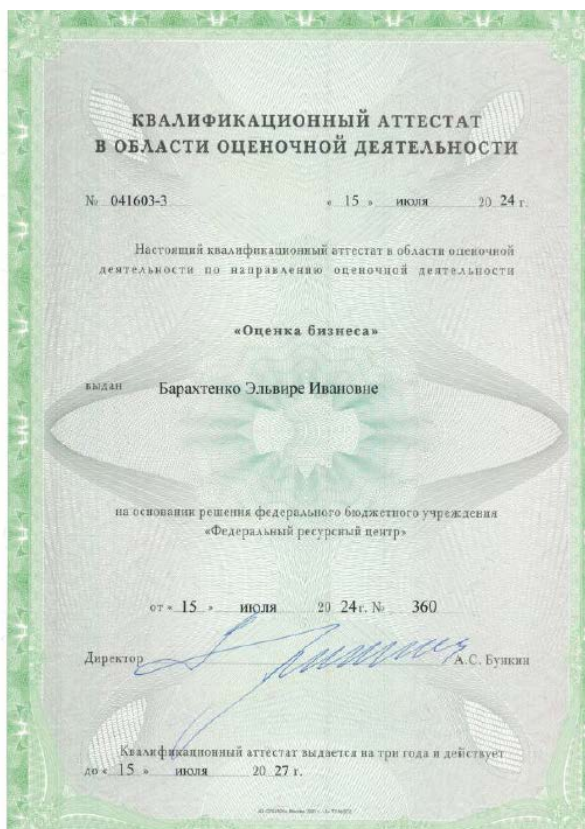 КВАЛИФИКАЦИОННЫЙ АТТЕСТАТ
В ОБЛАСТИ ОЦЕНОЧНОЙ ДЕЯТЕЛЬНОСТИ
№ 041603-3 « 15 » июля 20 24 г.
Настоящий квалификационный аттестат в области оценочной
деятельности по направлению оценочной деятельности
«Оценка бизнеса»
выдан Барахтенко Эльвире Ивановне
на основании решения федерального бюджетного учреждения
«Федеральный ресурсный центр»
от « 15 » июля 20 24 г. № 360
Директор А.С. Бункин
Квалификационный аттестат выдается на три года и действует
до « 15 » июля 20 27 г.